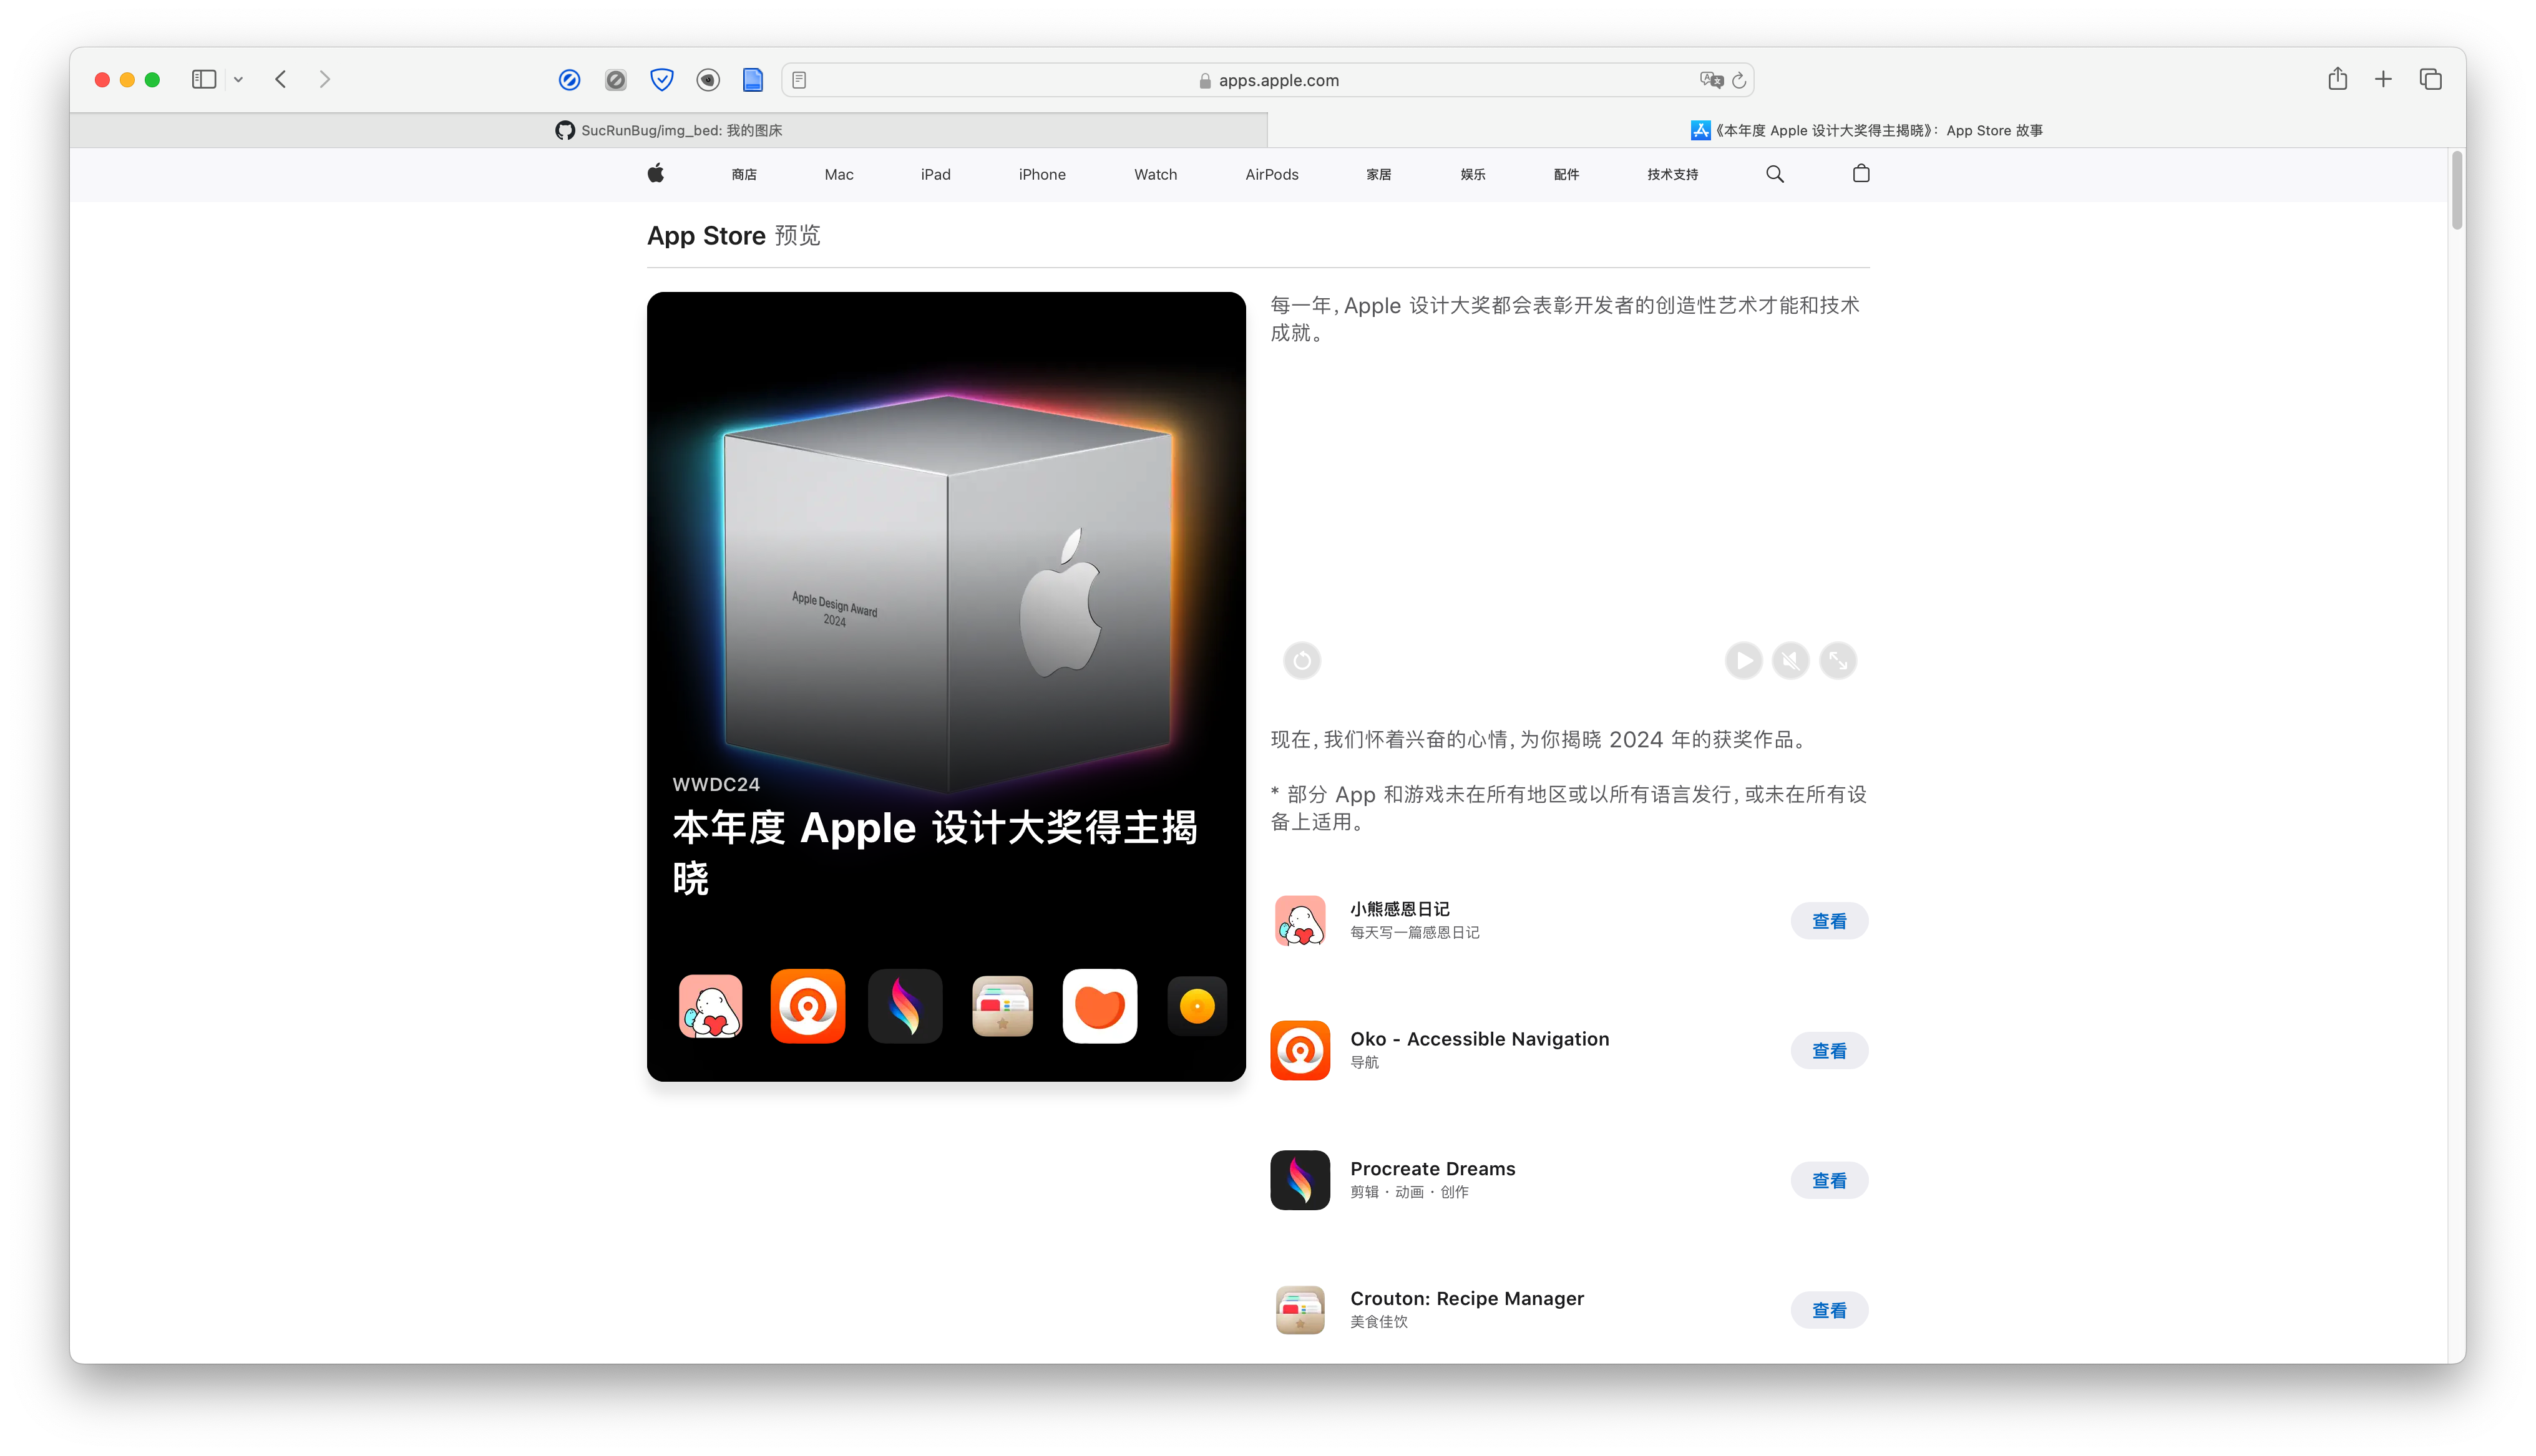 apps.apple.com
SucRunBug/img_bed: 我的图床
《本年度 Apple 设计大奖得主揭晓》：App Store 故事
商店 Mac iPad iPhone Watch AirPods 家居 娱乐 配件 技术支持
App Store 预览
Apple Design Award
2024
WWDC24
本年度 Apple 设计大奖得主揭
晓
每一年，Apple 设计大奖都会表彰开发者的创造性艺术才能和技术
成就。
现在，我们怀着兴奋的心情，为你揭晓 2024 年的获奖作品。
* 部分 App 和游戏未在所有地区或以所有语言发行，或未在所有设
备上适用。
小熊感恩日记
每天写一篇感恩日记
查看
Oko - Accessible Navigation
导航
查看
Procreate Dreams
剪辑 · 动画 · 创作
查看
Crouton: Recipe Manager
美食佳饮
查看